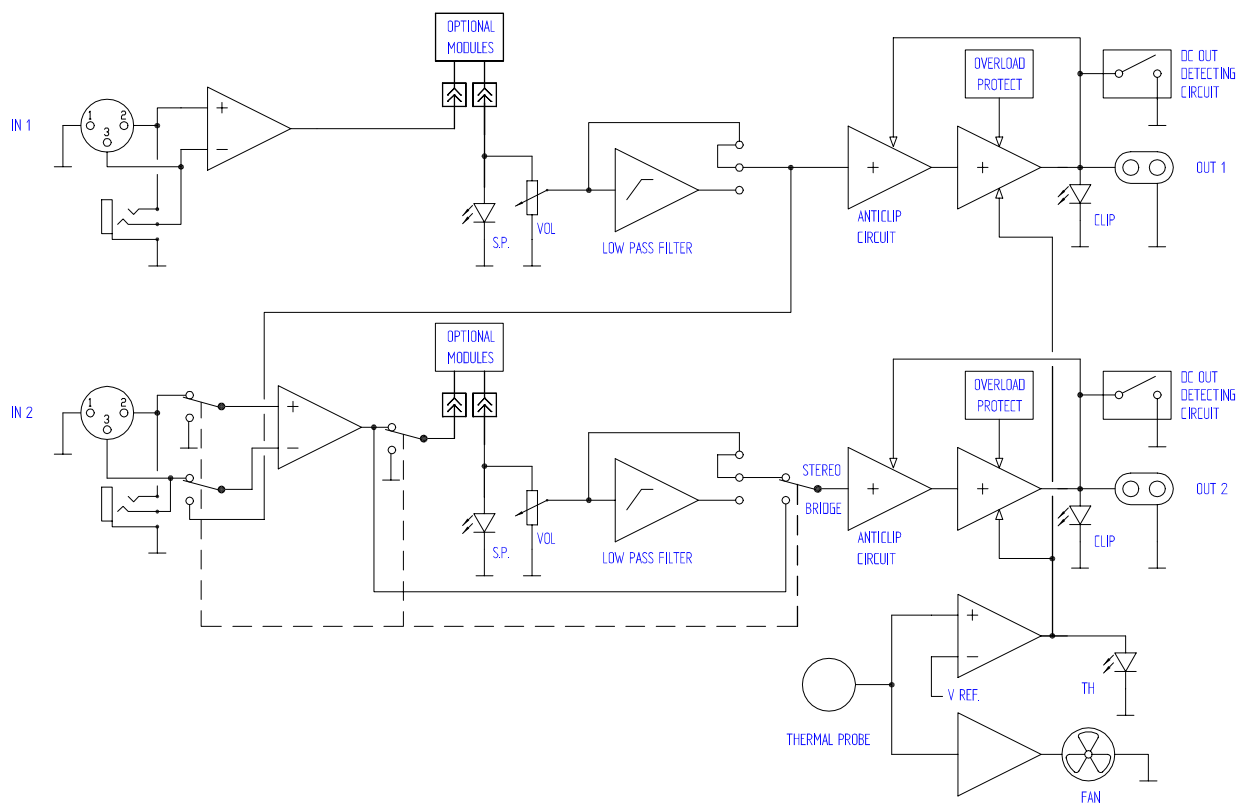 OPTIONAL
MODULES
IN 1
1
2
3
+
−
S.P.
VOL
LOW PASS FILTER
+
ANTICLIP
CIRCUIT
OVERLOAD
PROTECT
+
DC OUT
DETECTING
CIRCUIT
OUT 1
CLIP
OPTIONAL
MODULES
IN 2
1
2
3
+
−
S.P.
VOL
LOW PASS FILTER
STEREO
BRIDGE
+
ANTICLIP
CIRCUIT
OVERLOAD
PROTECT
+
DC OUT
DETECTING
CIRCUIT
OUT 2
CLIP
+
−
V REF.
TH
THERMAL PROBE
FAN